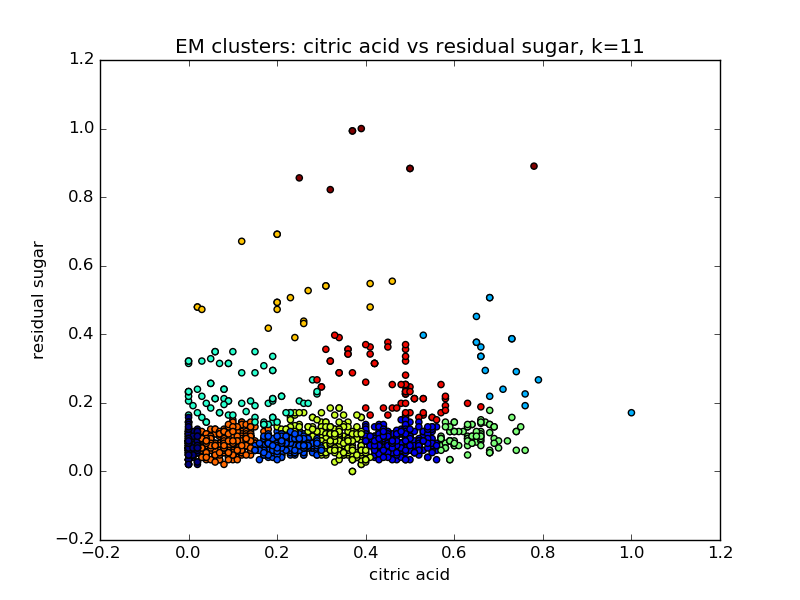 EM clusters: citric acid vs residual sugar, k=11
1.2
1.0
0.8
0.6
0.4
0.2
0.0
−0.2
residual sugar
−0.2 0.0 0.2 0.4 0.6 0.8 1.0 1.2
citric acid